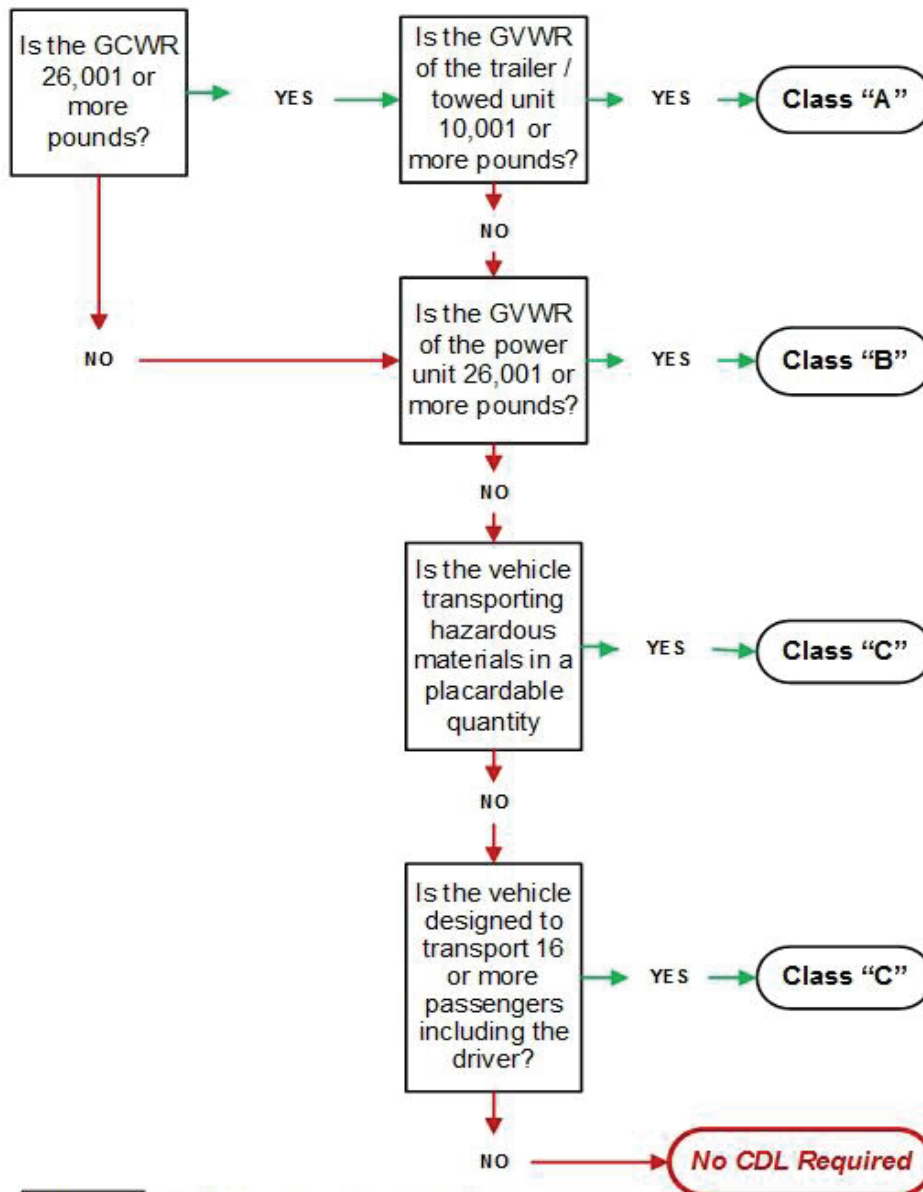 Is the GCWR
26,001 or
more
pounds?
YES
Is the GVWR
of the trailer /
towed unit
10,001 or
more pounds?
YES
Class “A”
NO
NO
Is the GVWR
of the power
unit 26,001 or
more pounds?
YES
Class “B”
NO
Is the vehicle
transporting
hazardous
materials in a
placardable
quantity
YES
Class “C”
NO
Is the vehicle
designed to
transport 16
or more
passengers
including the
driver?
YES
Class “C”
NO
No CDL Required